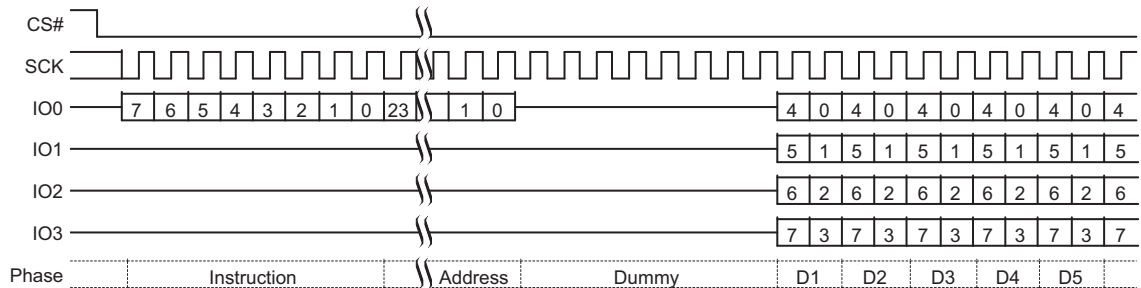 CS#
SCK
IO0 7 6 5 4 3 2 1 0 23 1 0 4 0 4 0 4 0 4 0 4 0 4
IO1 5 1 5 1 5 1 5 1 5 1 5
IO2 6 2 6 2 6 2 6 2 6 2 6
IO3 7 3 7 3 7 3 7 3 7 3 7
Phase Instruction Address Dummy D1 D2 D3 D4 D5